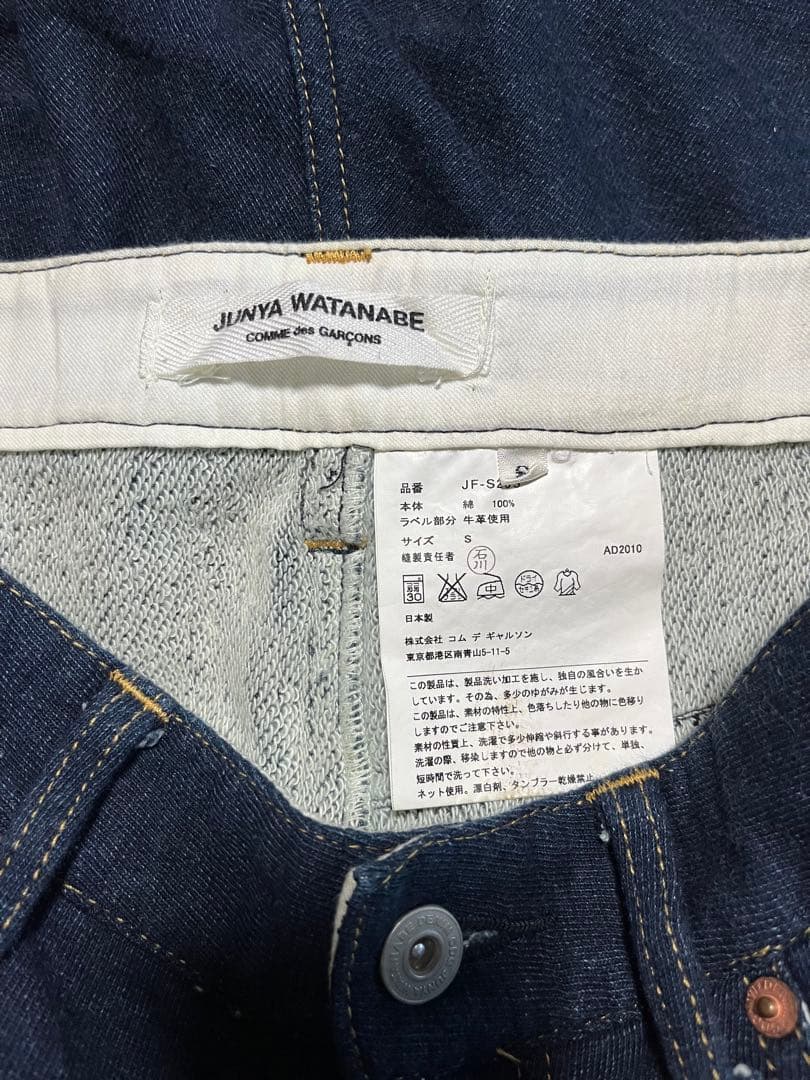 JUNYA WATANABE
COMME des GARÇONS
S
品番 JF-S2
本体 綿 100%
ラベル部分 牛革使用
サイズ S
縫製責任者 石川 AD2010
30 中 ドライ セキユ系
日本製
株式会社 コム デ ギャルソン
東京都港区南青山5-11-5
この製品は、製品洗い加工を施し、独自の風合いを生か
しています。その為、多少のゆがみが生じます。
この製品は、素材の特性上、色落ちしたり他の物に色移り
しますのでご注意下さい。
素材の性質上、洗濯で多少伸縮や斜行する事があります。
洗濯の際、移染しますので他の物と必ず分けて、単独、
短時間で洗って下さい。
ネット使用。漂白剤、タンブラー乾燥禁止